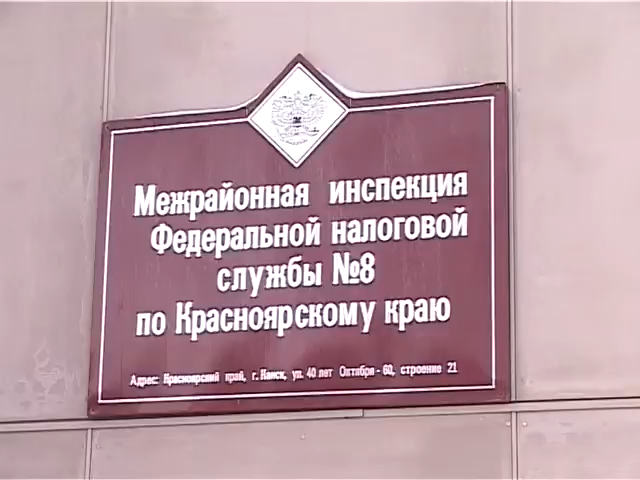 Межрайонная инспекция
Федеральной налоговой
службы №8
по Красноярскому краю
Адрес: Красноярский край, г. Канск, ул. 40 лет Октября - 60, строение 21